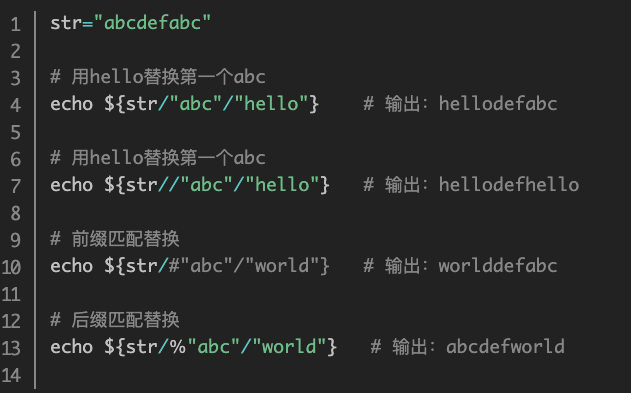 1 str="abcdefabc"
2
3 # 用hello替换第一个abc
4 echo ${str/"abc"/"hello"} # 输出：hellodefabc
5
6 # 用hello替换第一个abc
7 echo ${str//"abc"/"hello"} # 输出：hellodefhello
8
9 # 前缀匹配替换
10 echo ${str/#"abc"/"world"} # 输出：worlddefabc
11
12 # 后缀匹配替换
13 echo ${str/%"abc"/"world"} # 输出：abcdefworld
14